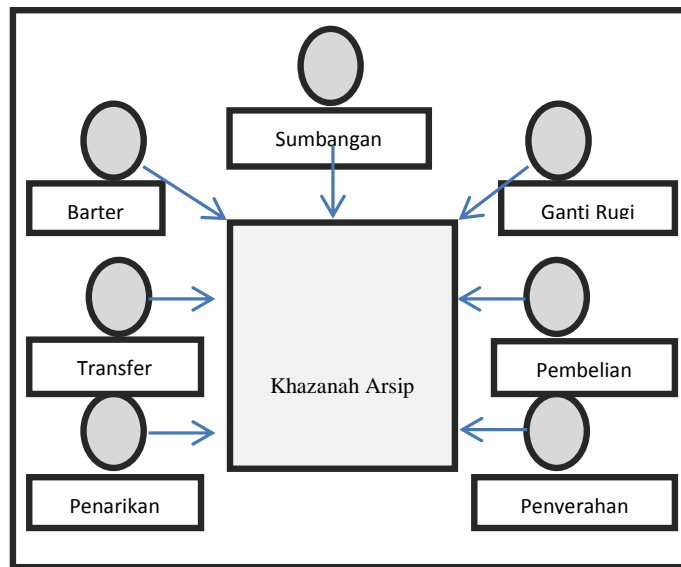 Sumbangan
Barter
Ganti Rugi
Transfer
Khazanah Arsip
Pembelian
Penarikan
Penyerahan